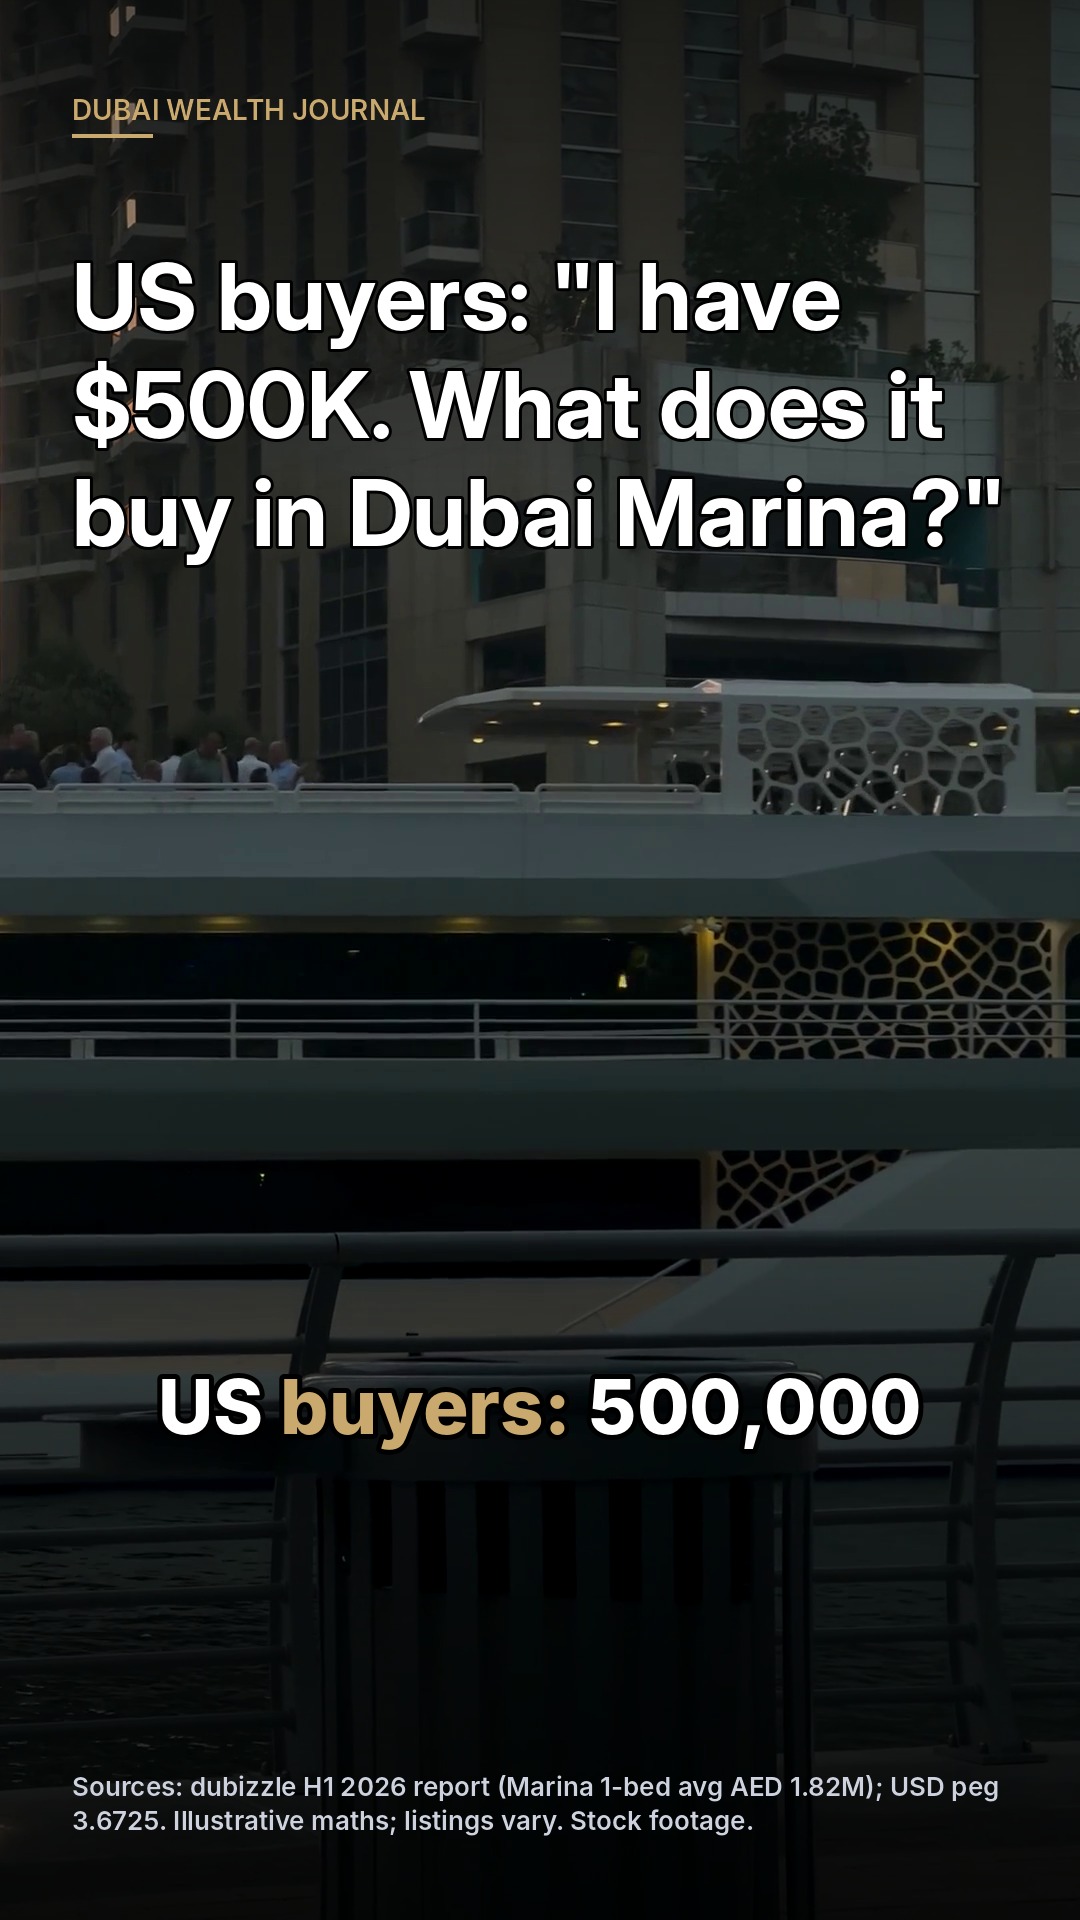 DUBAI WEALTH JOURNAL
US buyers: "I have
$500K. What does it
buy in Dubai Marina?"
US buyers: 500,000
Sources: dubizzle H1 2026 report (Marina 1-bed avg AED 1.82M); USD peg
3.6725. Illustrative maths; listings vary. Stock footage.